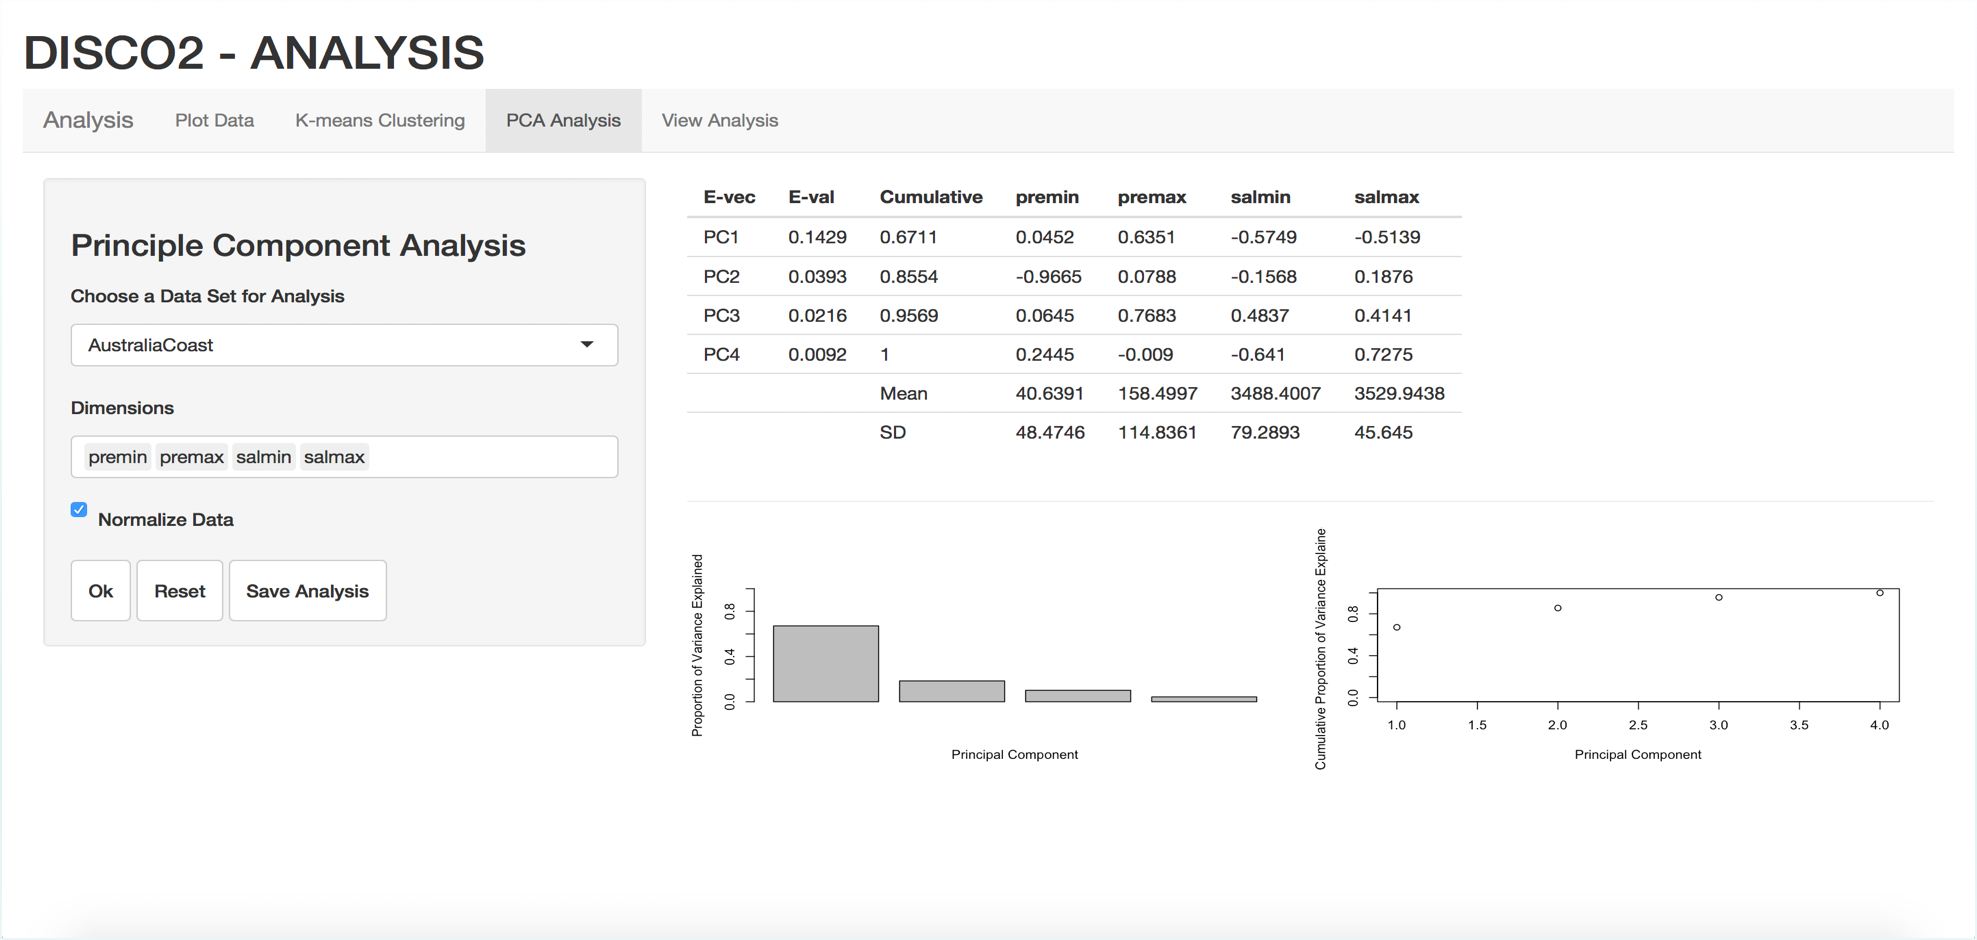 DISCO2 - ANALYSIS
Analysis Plot Data K-means Clustering PCA Analysis View Analysis
Principle Component Analysis
Choose a Data Set for Analysis
AustraliaCoast
Dimensions
premin premax salmin salmax
Normalize Data
Ok Reset Save Analysis
E-vec E-val Cumulative premin premax salmin salmax
PC1 0.1429 0.6711 0.0452 0.6351 -0.5749 -0.5139
PC2 0.0393 0.8554 -0.9665 0.0788 -0.1568 0.1876
PC3 0.0216 0.9569 0.0645 0.7683 0.4837 0.4141
PC4 0.0092 1 0.2445 -0.009 -0.641 0.7275
Mean 40.6391 158.4997 3488.4007 3529.9438
SD 48.4746 114.8361 79.2893 45.645
Proportion of Variance Explained
0.8
0.4
0.0
Principal Component
Cumulative Proportion of Variance Explaine
0.8
0.4
0.0
1.0 1.5 2.0 2.5 3.0 3.5 4.0
Principal Component